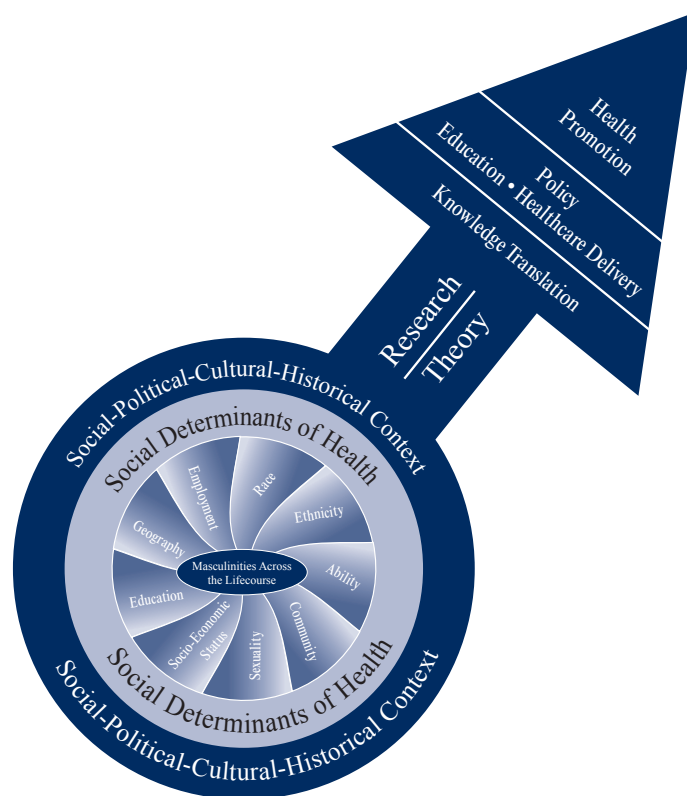 Health
Promotion
Policy
Education • Healthcare Delivery
Knowledge Translation
Research
Theory
Social-Political-Cultural-Historical Context
Social Determinants of Health
Employment
Race
Ethnicity
Geography
Ability
Masculinities Across
the Lifecourse
Education
Community
Socio-Economic
Status
Sexuality
Social Determinants of Health
Social-Political-Cultural-Historical Context